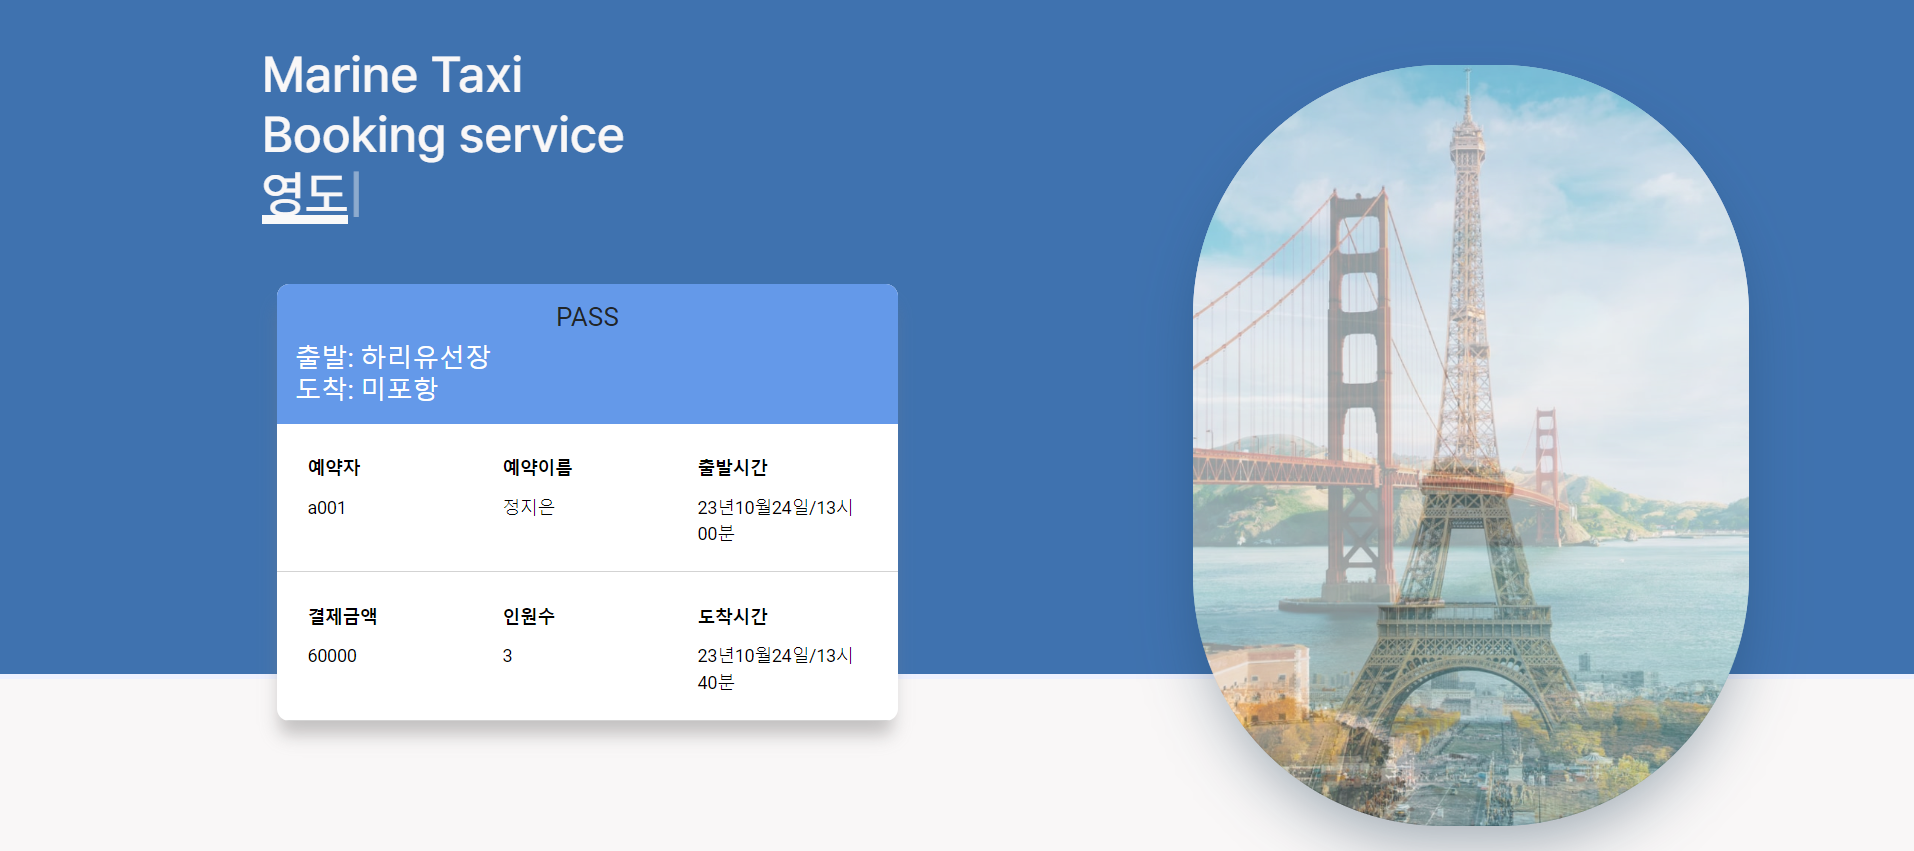 Marine Taxi
Booking service
영도
PASS
출발: 하리유선장
도착: 미포항
예약자
예약이름
출발시간
a001
정지은
23년10월24일/13시
00분
결제금액
인원수
도착시간
60000
3
23년10월24일/13시
40분